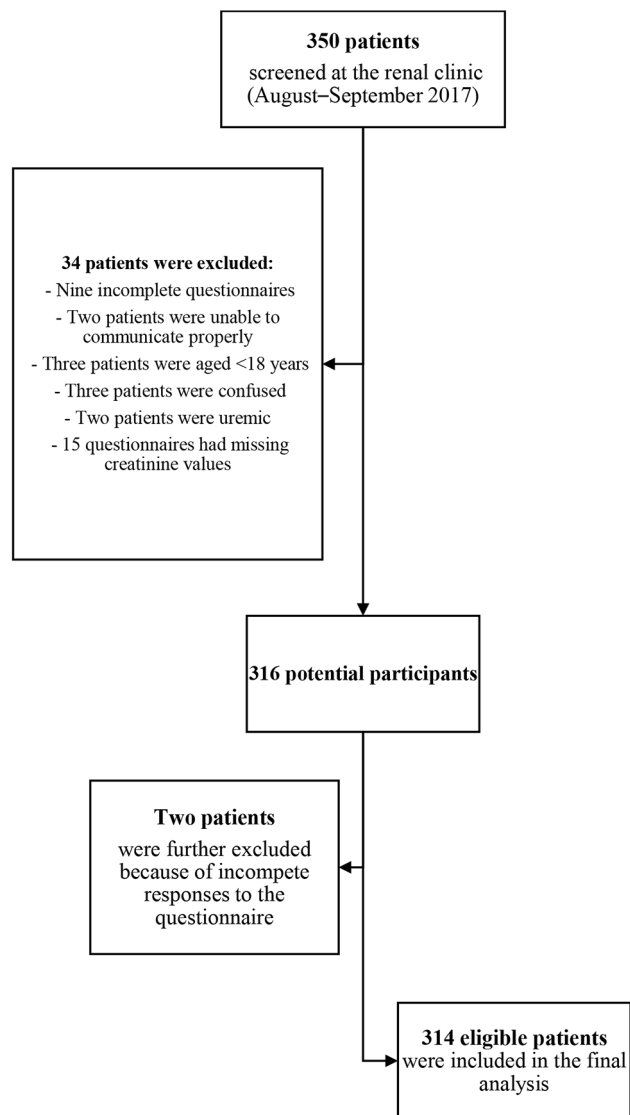 350 patients
screened at the renal clinic
(August–September 2017)
34 patients were excluded:
- Nine incomplete questionnaires
- Two patients were unable to
communicate properly
- Three patients were aged <18 years
- Three patients were confused
- Two patients were uremic
- 15 questionnaires had missing
creatinine values
316 potential participants
Two patients
were further excluded
because of incompete
responses to the
questionnaire
314 eligible patients
were included in the final
analysis